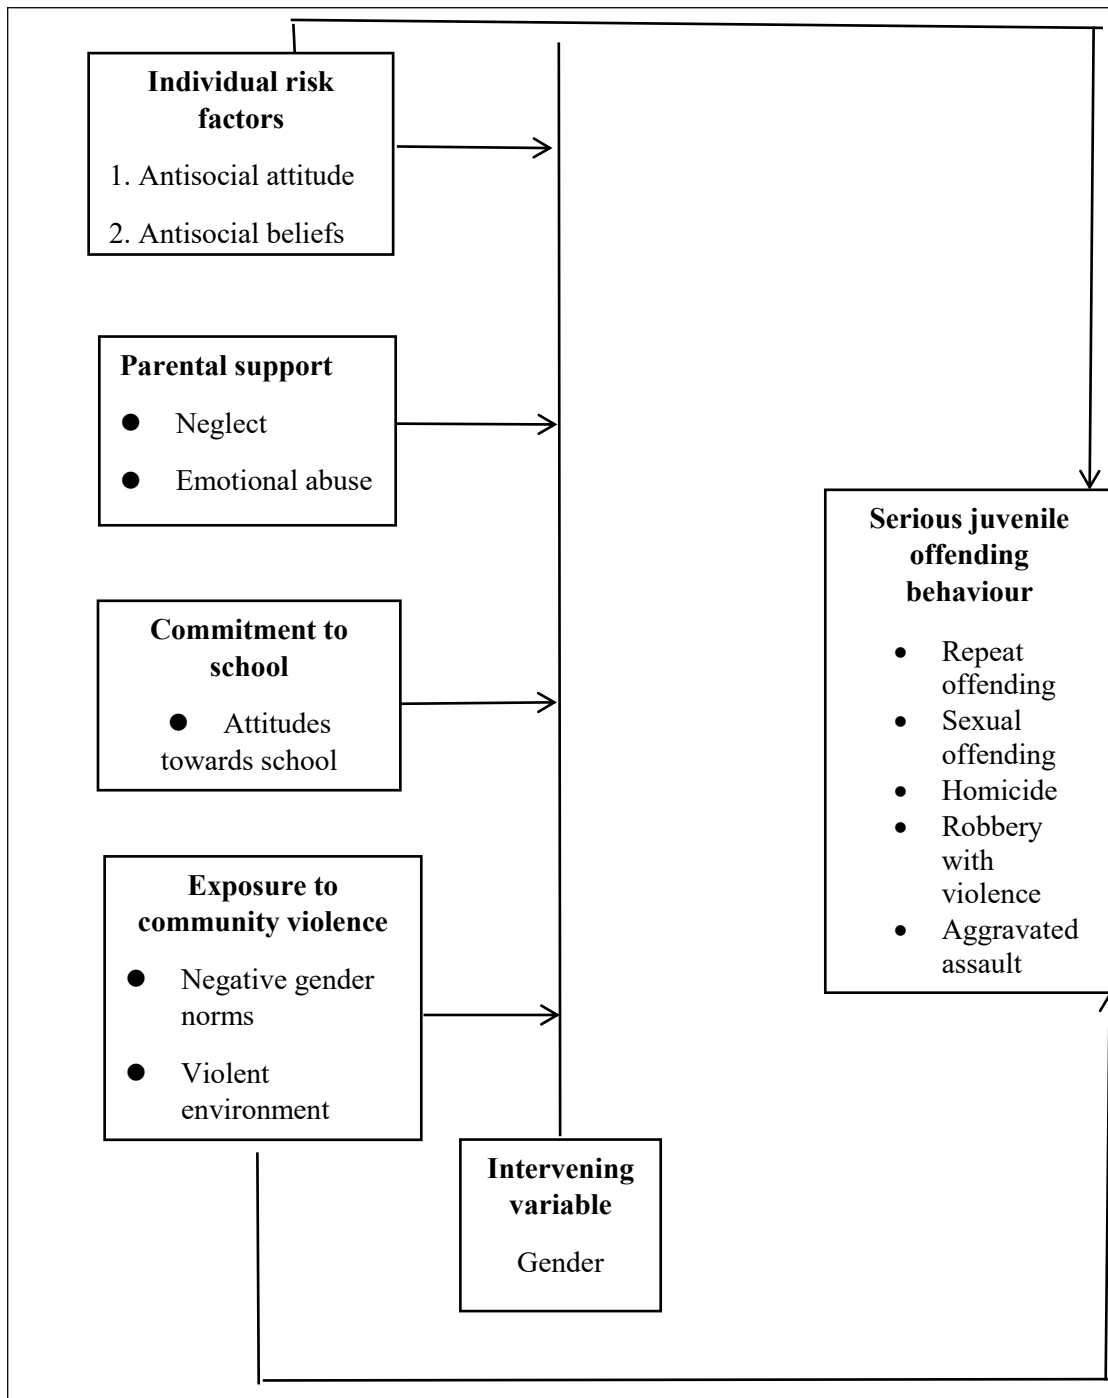 Individual risk
factors
1. Antisocial attitude
2. Antisocial beliefs
Parental support
● Neglect
● Emotional abuse
Commitment to
school
● Attitudes
towards school
Exposure to
community violence
● Negative gender
norms
● Violent
environment
Intervening
variable
Gender
Serious juvenile
offending
behaviour
• Repeat
offending
• Sexual
offending
• Homicide
• Robbery
with
violence
• Aggravated
assault